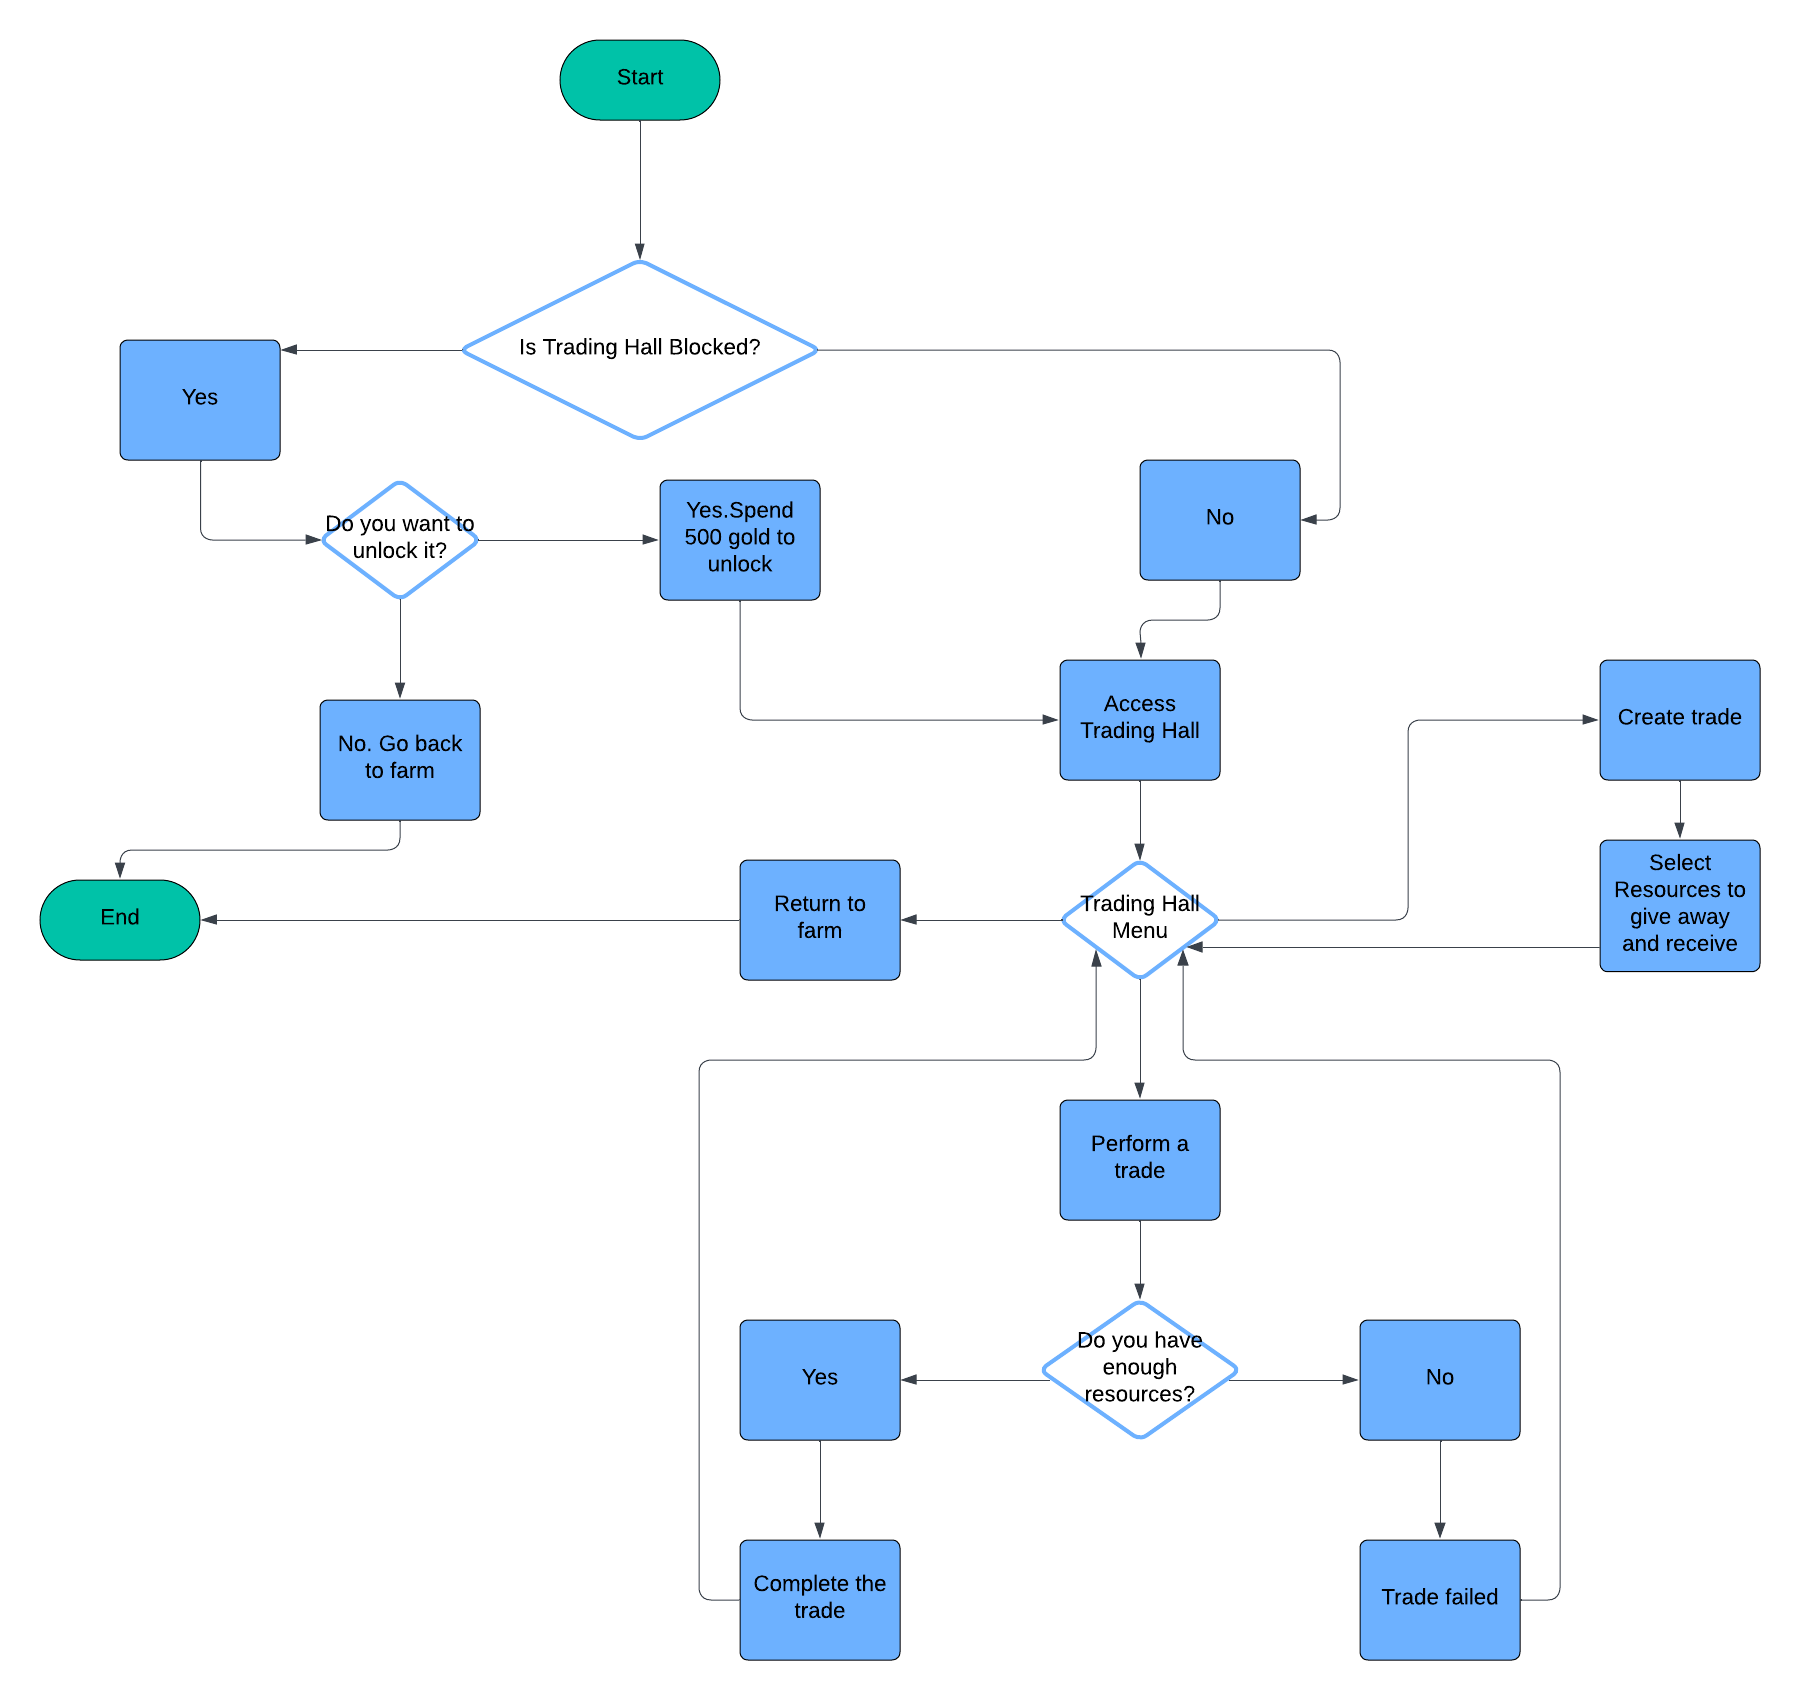 Start
Is Trading Hall Blocked?
Yes
Do you want to
unlock it?
Yes.Spend
500 gold to
unlock
No
No. Go back
to farm
Access
Trading Hall
Create trade
Select
Resources to
give away
and receive
End
Return to
farm
Trading Hall
Menu
Perform a
trade
Do you have
enough
resources?
Yes
No
Complete the
trade
Trade failed